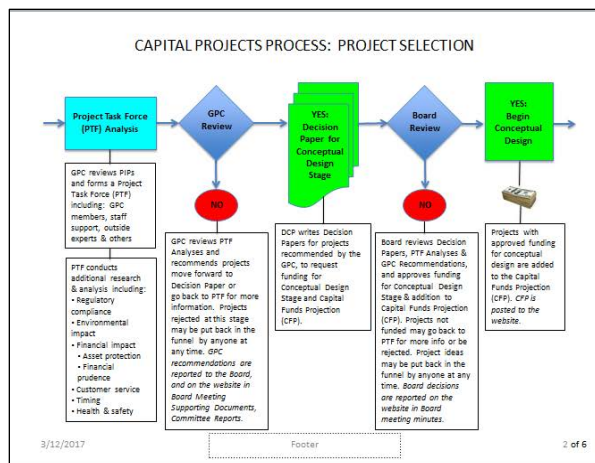 CAPITAL PROJECTS PROCESS: PROJECT SELECTION
Project Task Force
(PTF) Analysis
GPC
Review
YES:
Decision
Paper for
Conceptual
Design
Stage
Board
Review
YES:
Begin
Conceptual
Design
NO
NO
GPC reviews PIPs
and forms a Project
Task Force (PTF)
including: GPC
members, staff
support, outside
experts & others
PTF conducts
additional research
& analysis including:
• Regulatory
compliance
• Environmental
impact
• Financial impact
• Asset protection
• Financial
prudence
• Customer service
• Timing
• Health & safety
GPC reviews PTF
Analyses and
recommends projects
move forward to
Decision Paper or
go back to PTF for more
information. Projects
rejected at this stage
may be put back in the
funnel by anyone at
any time. GPC
recommendations are
reported to the Board,
and on the website in
Board Meeting
Supporting Documents,
Committee Reports.
DCP writes Decision
Papers for projects
recommended by the
GPC, to request
funding for
Conceptual Design
Stage and Capital
Funds Projection
(CFP).
Board reviews Decision
Papers, PTF Analyses &
GPC Recommendations,
and approves funding
for Conceptual Design
Stage & addition to
Capital Funds Projection
(CFP). Projects not
funded may go back to
PTF for more info or be
rejected. Project ideas
may be put back in the
funnel by anyone at any
time. Board decisions
are reported on the
website in Board
meeting minutes.
Projects with
approved funding
for conceptual
design are added to
the Capital
Funds Projection
(CFP). CFP is
posted to the
website.
3/12/2017
Footer
2 of 6